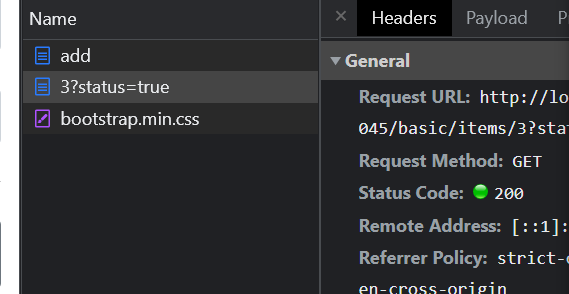 Name
add
3?status=true
bootstrap.min.css
Headers
Payload
General
Request URL: http://lo
045/basic/items/3?sta
Request Method: GET
Status Code: 200
Remote Address: [::1]:
Referrer Policy: strict-o
en-cross-origin